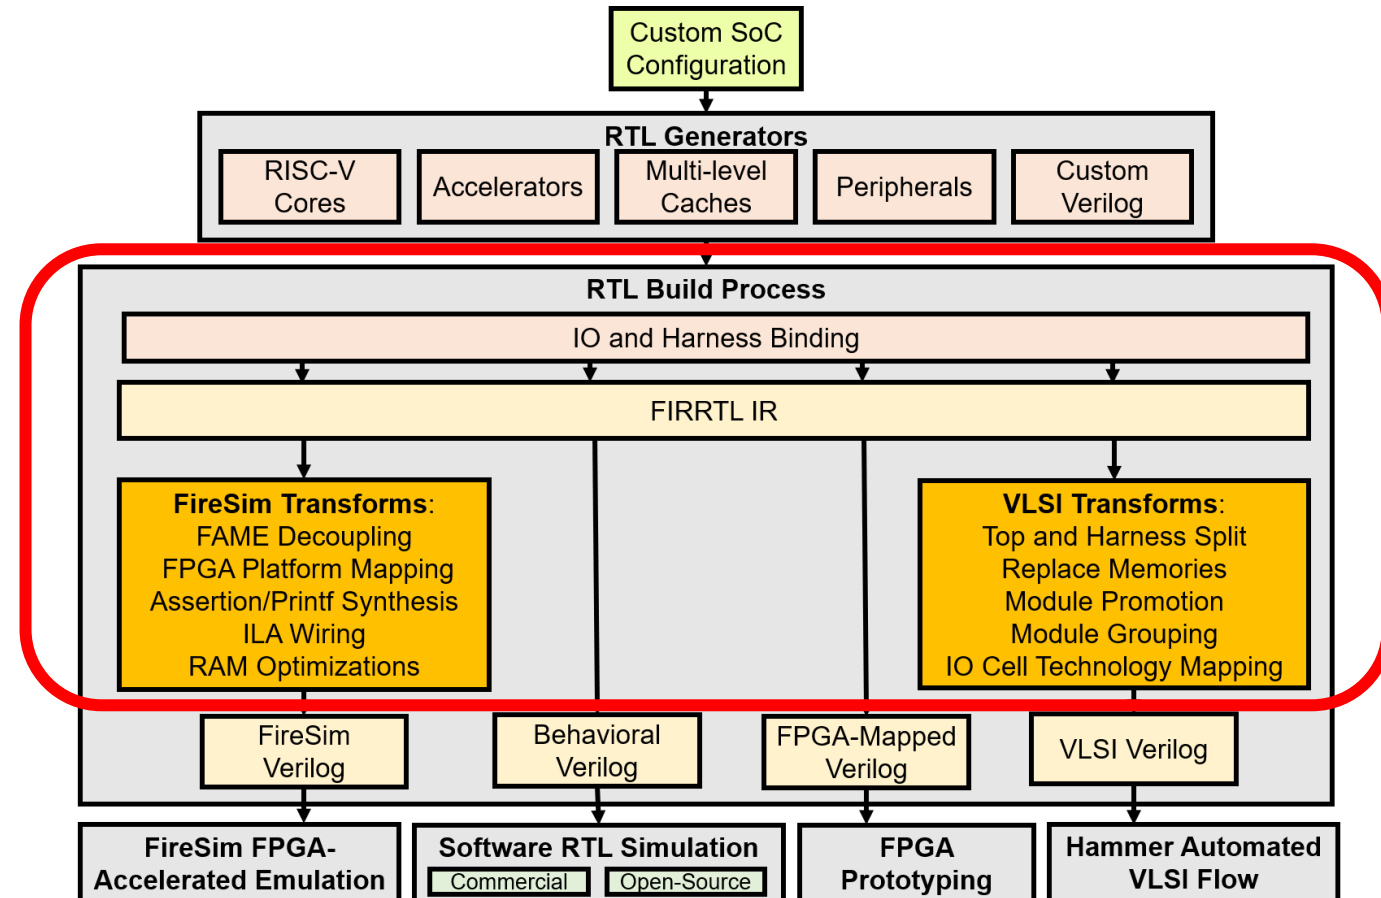 Custom SoC
Configuration
RTL Generators
RISC-V
Cores
Accelerators
Multi-level
Caches
Peripherals
Custom
Verilog
RTL Build Process
IO and Harness Binding
FIRRTL IR
FireSim Transforms:
FAME Decoupling
FPGA Platform Mapping
Assertion/Printf Synthesis
ILA Wiring
RAM Optimizations
VLSI Transforms:
Top and Harness Split
Replace Memories
Module Promotion
Module Grouping
IO Cell Technology Mapping
FireSim
Verilog
Behavioral
Verilog
FPGA-Mapped
Verilog
VLSI Verilog
FireSim FPGA-
Accelerated Emulation
Software RTL Simulation
Commercial
Open-Source
FPGA
Prototyping
Hammer Automated
VLSI Flow